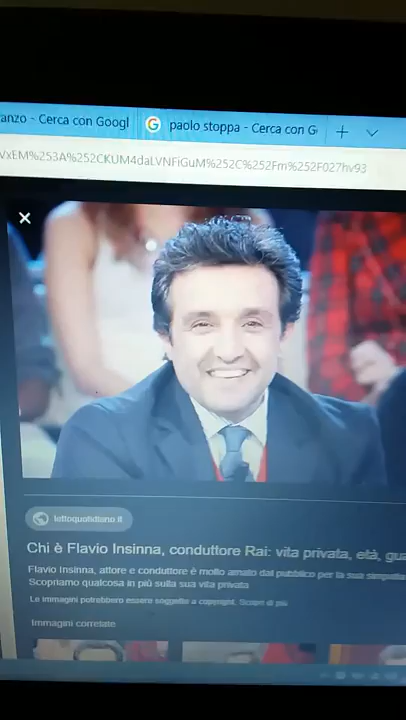 anzo - Cerca con Googl
paolo stoppa - Cerca con G
VxEM%253A%252CKUM4daLVNFiGuM%252C%252Fm%252F027hv93
lettoquotidiano.it
Chi è Flavio Insinna, conduttore Rai: vita privata, età, gua
Flavio Insinna, attore e conduttore è molto amato dal pubblico per la sua simpatia
Scopriamo qualcosa in più sulla sua vita privata
Le immagini potrebbero essere soggette a copyright. Scopri di più
Immagini correlate